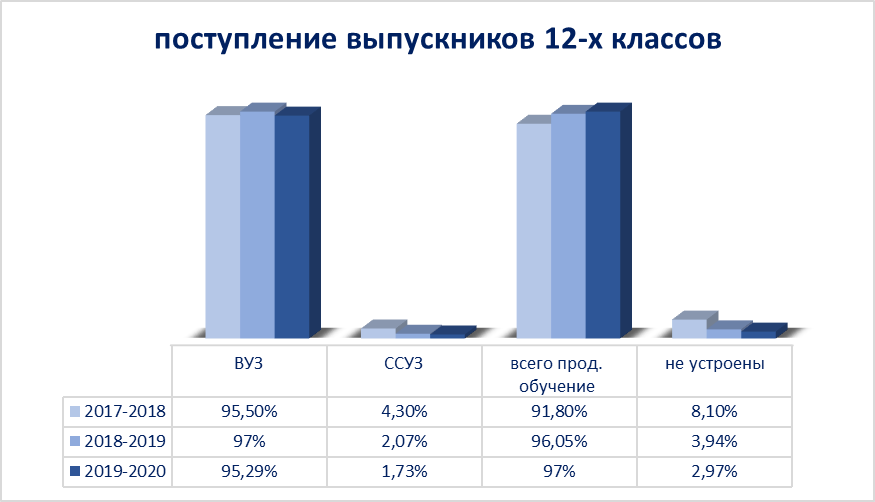 поступление выпускников 12-х классов
ВУЗ ССУЗ всего прод. не устроены
обучение
2017-2018 95,50% 4,30% 91,80% 8,10%
2018-2019 97% 2,07% 96,05% 3,94%
2019-2020 95,29% 1,73% 97% 2,97%